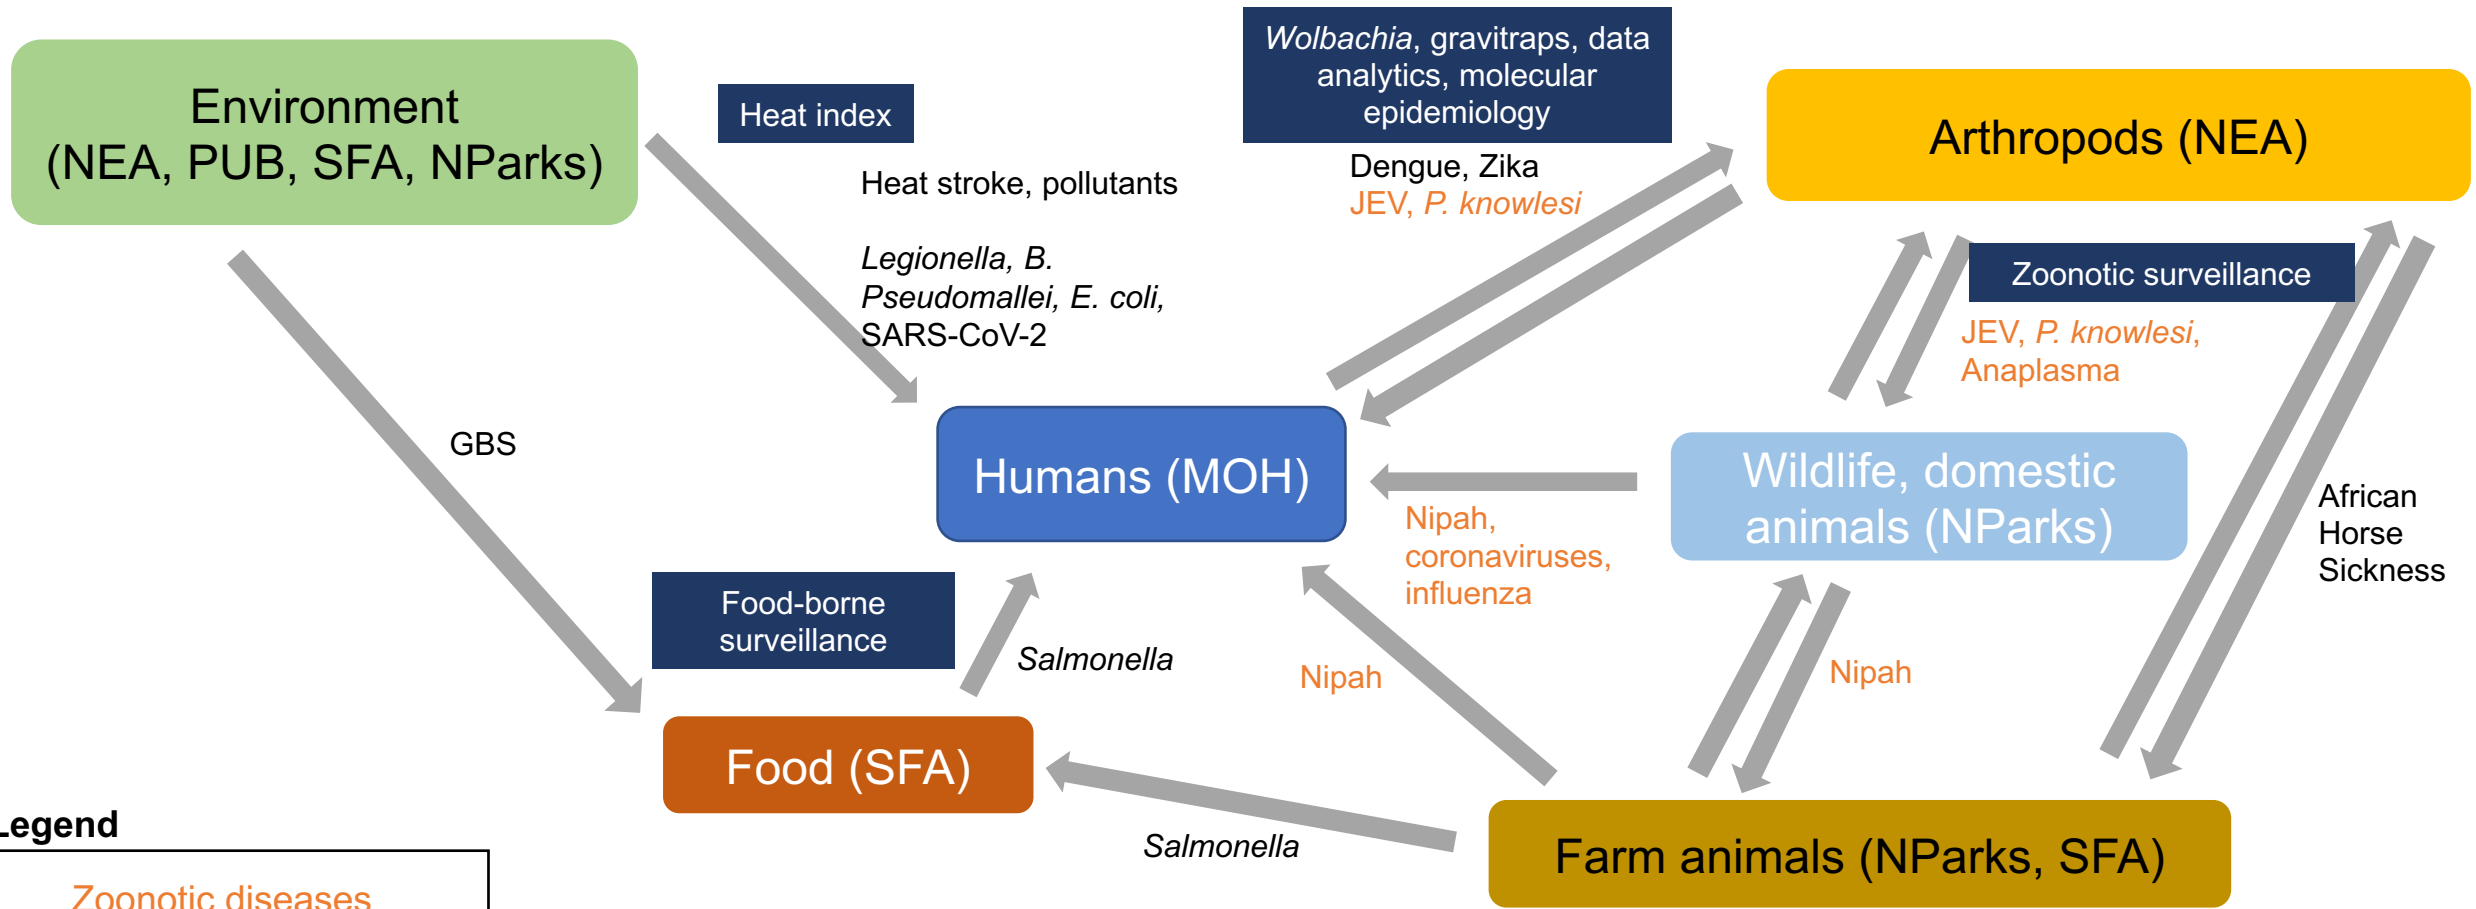 Environment
(NEA, PUB, SFA, NParks)
Heat index
Heat stroke, pollutants
Legionella, B.
Pseudomallei, E. coli,
SARS-CoV-2
Wolbachia, gravitraps, data
analytics, molecular
epidemiology
Dengue, Zika
JEV, P. knowlesi
Arthropods (NEA)
Zoonotic surveillance
JEV, P. knowlesi,
Anaplasma
GBS
Humans (MOH)
Wildlife, domestic
animals (NParks)
African
Horse
Sickness
Nipah,
coronaviruses,
influenza
Food-borne
surveillance
Salmonella
Nipah
Nipah
Food (SFA)
Salmonella
Farm animals (NParks, SFA)
Legend
Zoonotic diseases